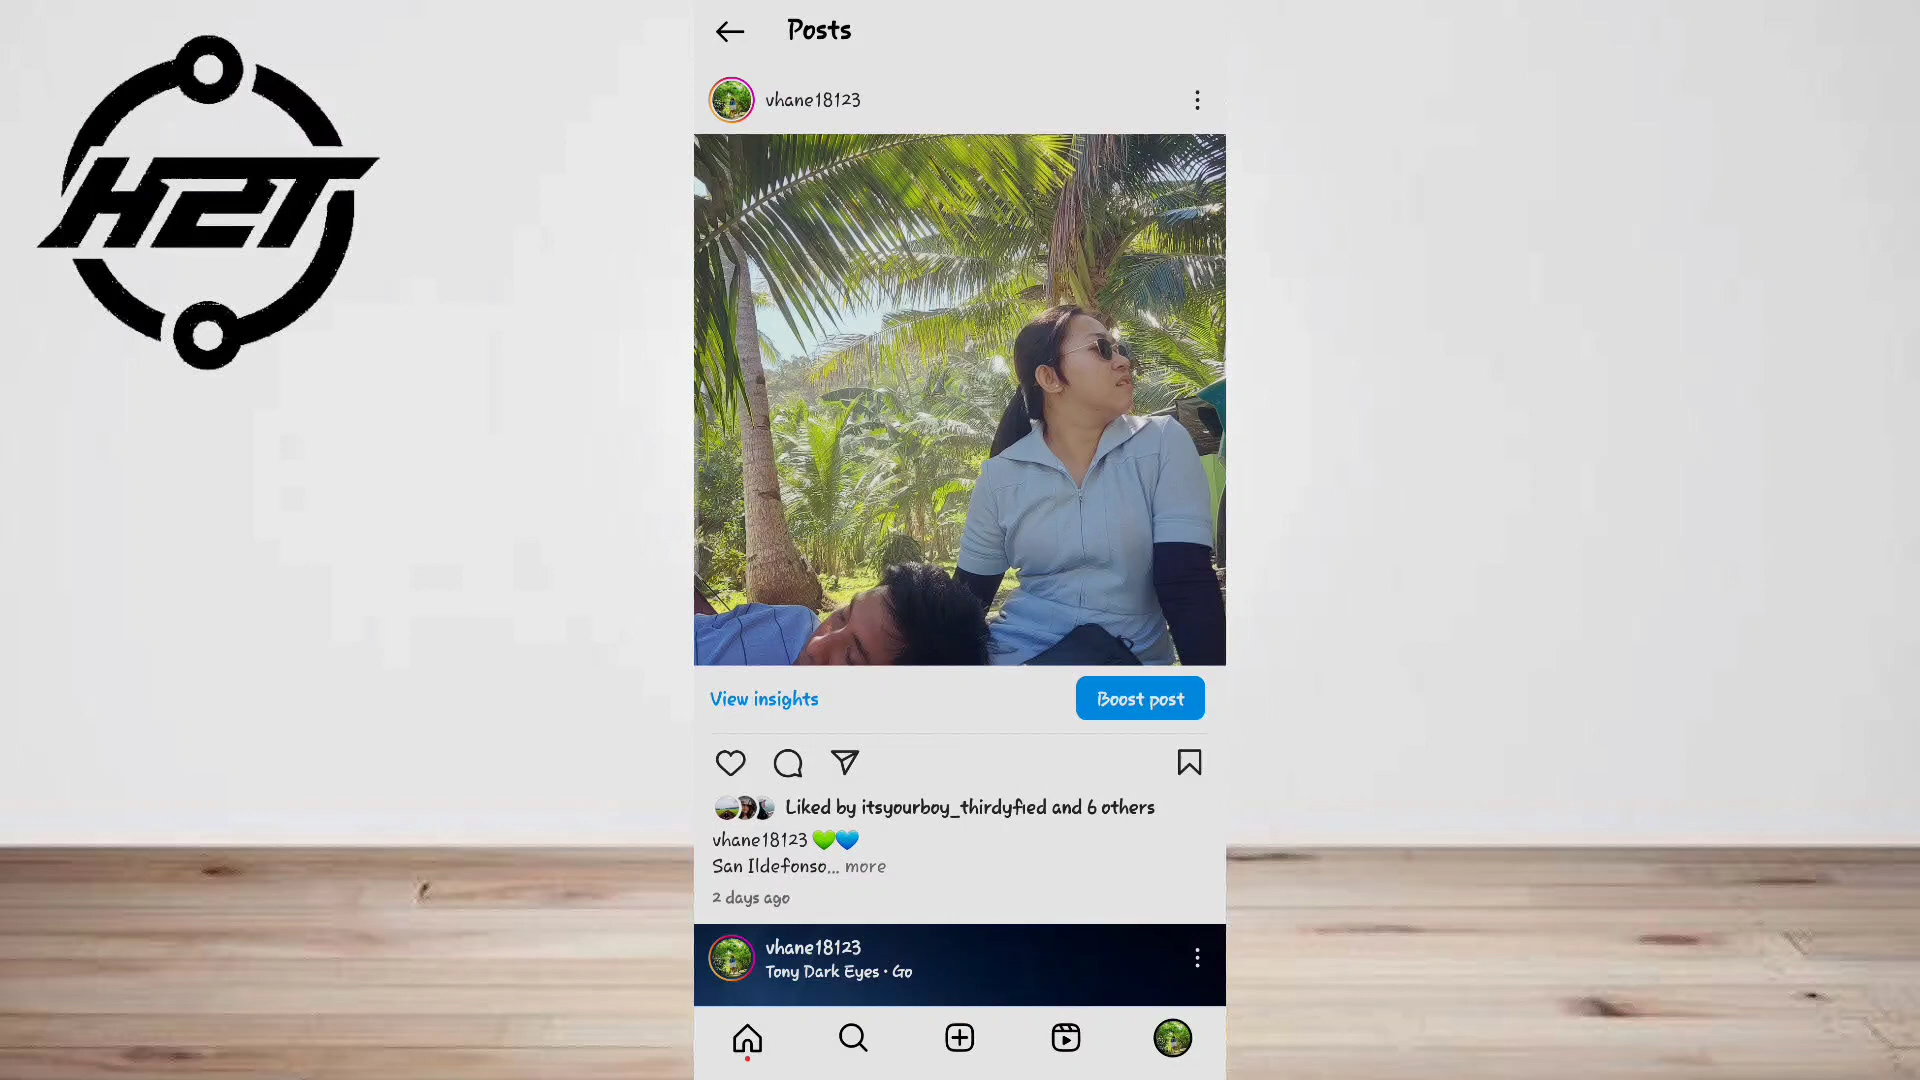 H2T
Posts
vhane18123
View insights
Boost post
Liked by itsyourboy_thirdyfied and 6 others
vhane18123 💚💙
San Ildefonso... more
2 days ago
vhane18123
Tony Dark Eyes • Go